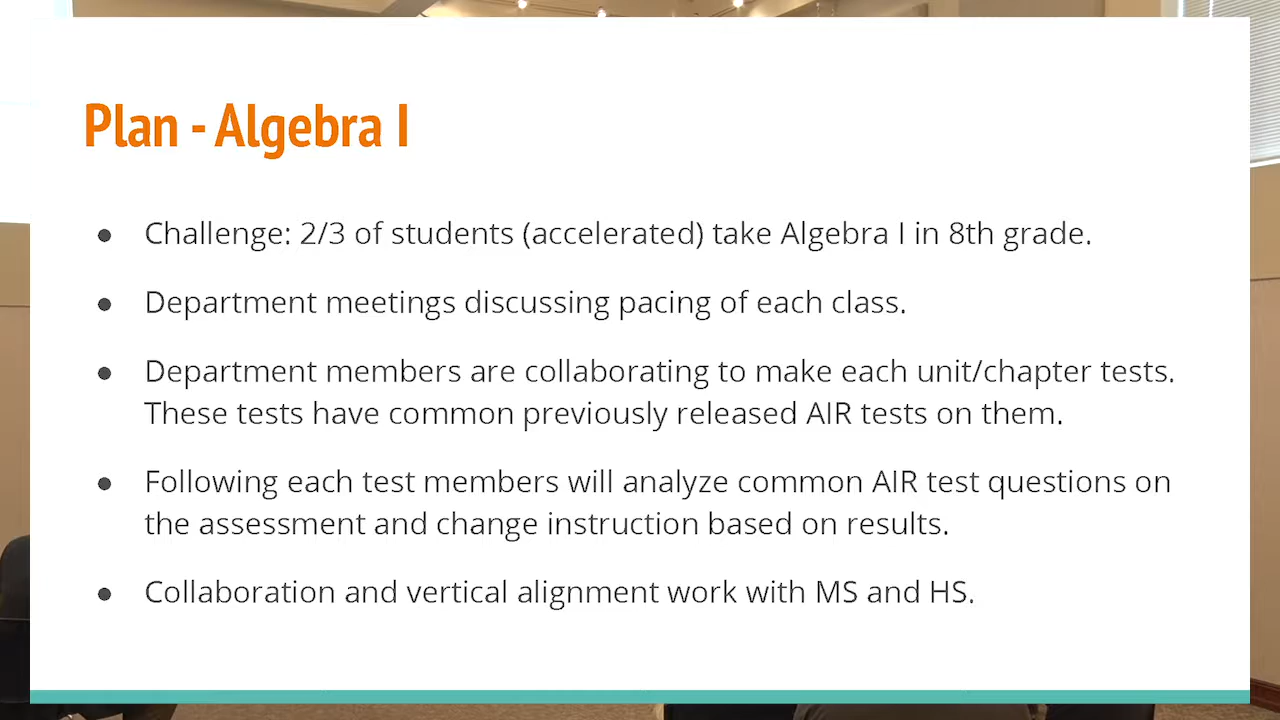 Plan - Algebra I
● Challenge: 2/3 of students (accelerated) take Algebra I in 8th grade.
● Department meetings discussing pacing of each class.
● Department members are collaborating to make each unit/chapter tests.
These tests have common previously released AIR tests on them.
● Following each test members will analyze common AIR test questions on
the assessment and change instruction based on results.
● Collaboration and vertical alignment work with MS and HS.